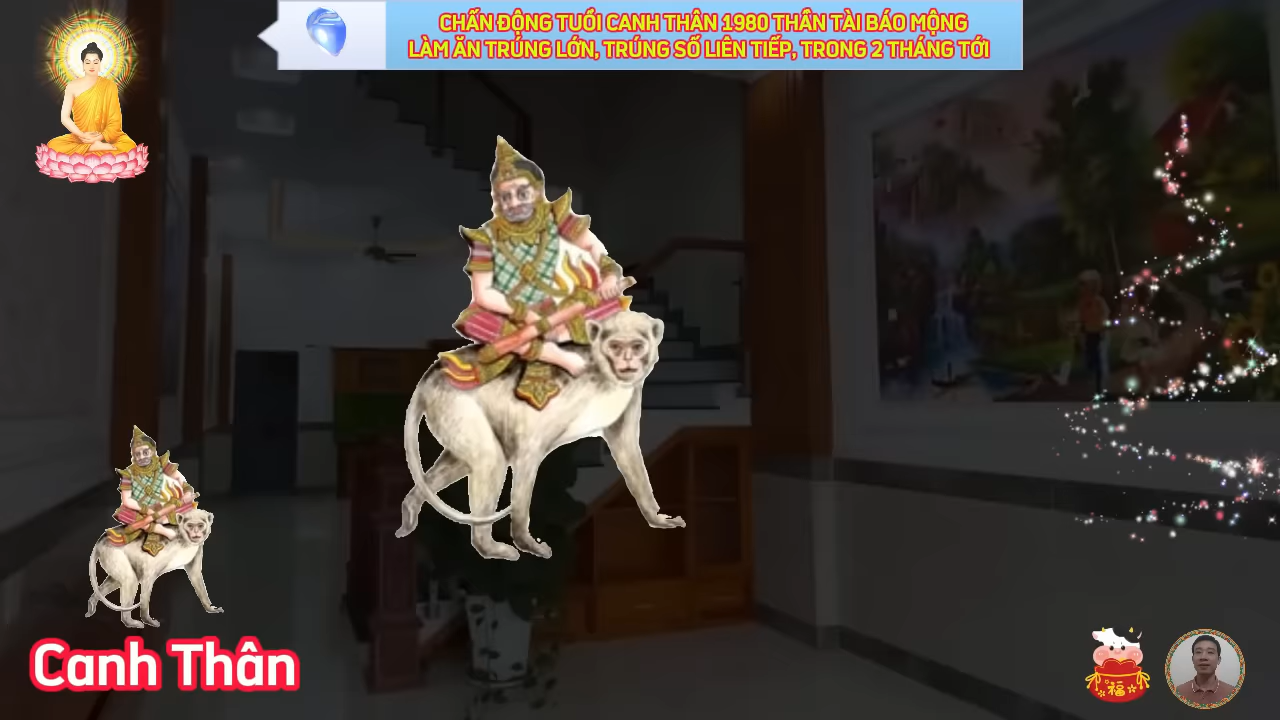 CHẤN ĐỘNG TUỔI CANH THÂN 1980 THẦN TÀI BÁO MỘNG
LÀM ĂN TRÚNG LỚN, TRÚNG SỐ LIÊN TIẾP, TRONG 2 THÁNG TỚI
Canh Thân
福